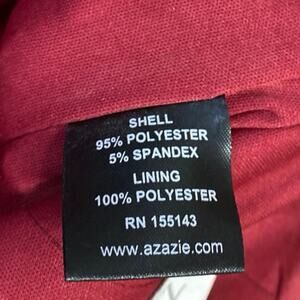 SHELL
95% POLYESTER
5% SPANDEX
LINING
100% POLYESTER
RN 155143
www.azazie.com